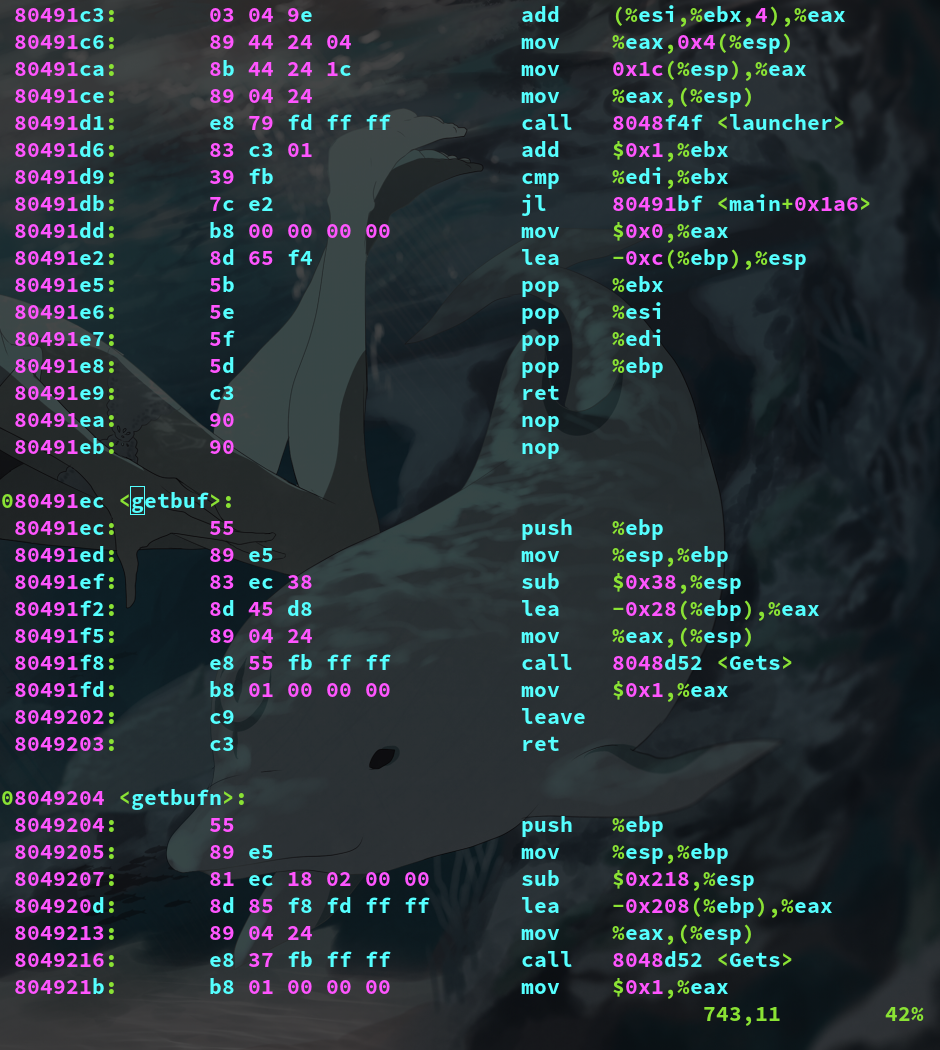 80491c3: 03 04 9e add (%esi,%ebx,4),%eax
80491c6: 89 44 24 04 mov %eax,0x4(%esp)
80491ca: 8b 44 24 1c mov 0x1c(%esp),%eax
80491ce: 89 04 24 mov %eax,(%esp)
80491d1: e8 79 fd ff ff call 8048f4f <launcher>
80491d6: 83 c3 01 add $0x1,%ebx
80491d9: 39 fb cmp %edi,%ebx
80491db: 7c e2 jl 80491bf <main+0x1a6>
80491dd: b8 00 00 00 00 mov $0x0,%eax
80491e2: 8d 65 f4 lea -0xc(%ebp),%esp
80491e5: 5b pop %ebx
80491e6: 5e pop %esi
80491e7: 5f pop %edi
80491e8: 5d pop %ebp
80491e9: c3 ret
80491ea: 90 nop
80491eb: 90 nop
080491ec <getbuf>:
80491ec: 55 push %ebp
80491ed: 89 e5 mov %esp,%ebp
80491ef: 83 ec 38 sub $0x38,%esp
80491f2: 8d 45 d8 lea -0x28(%ebp),%eax
80491f5: 89 04 24 mov %eax,(%esp)
80491f8: e8 55 fb ff ff call 8048d52 <Gets>
80491fd: b8 01 00 00 00 mov $0x1,%eax
8049202: c9 leave
8049203: c3 ret
08049204 <getbufn>:
8049204: 55 push %ebp
8049205: 89 e5 mov %esp,%ebp
8049207: 81 ec 18 02 00 00 sub $0x218,%esp
804920d: 8d 85 f8 fd ff ff lea -0x208(%ebp),%eax
8049213: 89 04 24 mov %eax,(%esp)
8049216: e8 37 fb ff ff call 8048d52 <Gets>
804921b: b8 01 00 00 00 mov $0x1,%eax
743,11 42%